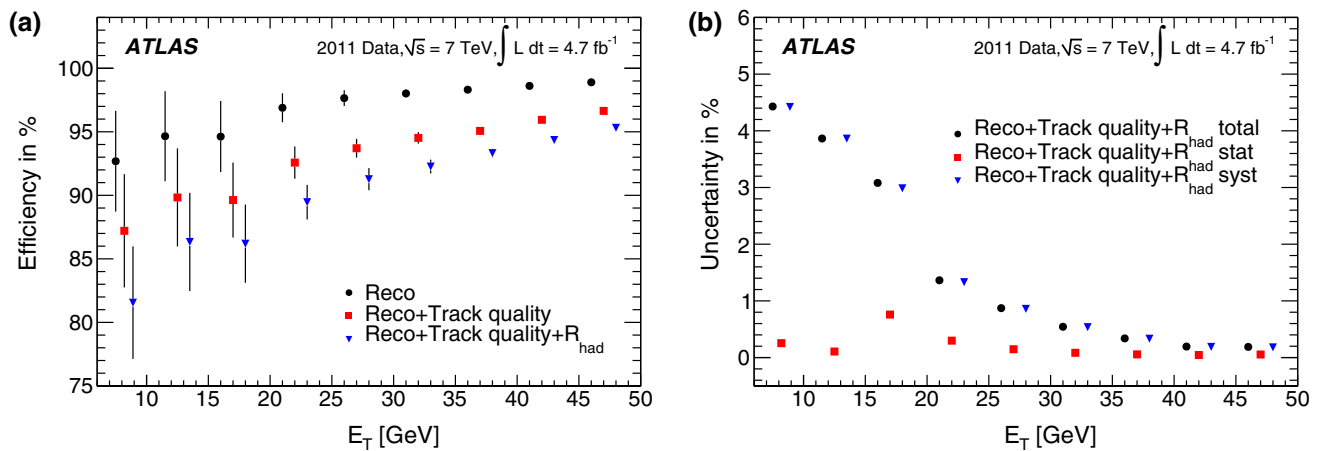 (a)
ATLAS
2011 Data,√s = 7 TeV,∫ L dt = 4.7 fb⁻¹
Efficiency in %
100
95
90
85
80
75
Reco
Reco+Track quality
Reco+Track quality+R_had
10 15 20 25 30 35 40 45 50
E_T [GeV]
(b)
ATLAS
2011 Data,√s = 7 TeV,∫ L dt = 4.7 fb⁻¹
Uncertainty in %
6
5
4
3
2
1
0
Reco+Track quality+R_had total
Reco+Track quality+R_had stat
Reco+Track quality+R_had syst
10 15 20 25 30 35 40 45 50
E_T [GeV]